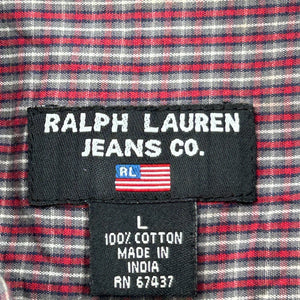 RALPH LAUREN
JEANS CO.
RL
L
100% COTTON
MADE IN
INDIA
RN 67437